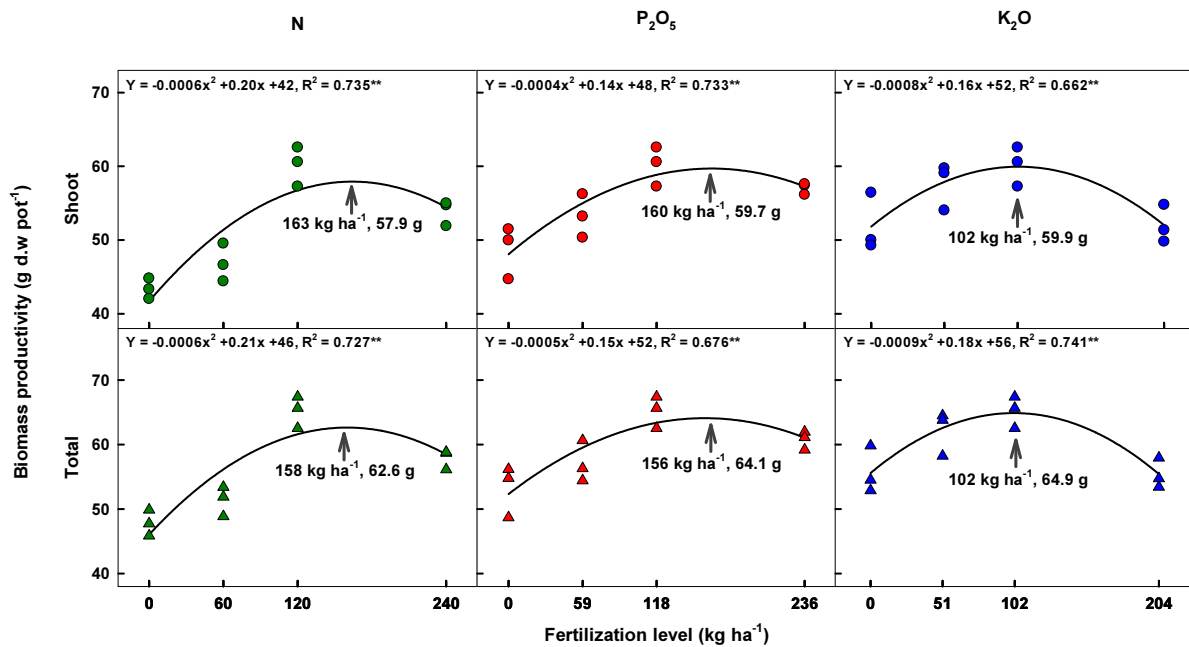 N
P₂O₅
K₂O
Y = -0.0006x² +0.20x +42, R² = 0.735**
Y = -0.0004x² +0.14x +48, R² = 0.733**
Y = -0.0008x² +0.16x +52, R² = 0.662**
70
60
50
40
Shoot
163 kg ha⁻¹, 57.9 g
160 kg ha⁻¹, 59.7 g
102 kg ha⁻¹, 59.9 g
Biomass productivity (g d.w pot⁻¹)
Y = -0.0006x² +0.21x +46, R² = 0.727**
Y = -0.0005x² +0.15x +52, R² = 0.676**
Y = -0.0009x² +0.18x +56, R² = 0.741**
70
60
50
40
Total
158 kg ha⁻¹, 62.6 g
156 kg ha⁻¹, 64.1 g
102 kg ha⁻¹, 64.9 g
0 60 120 240
0 59 118 236
0 51 102 204
Fertilization level (kg ha⁻¹)